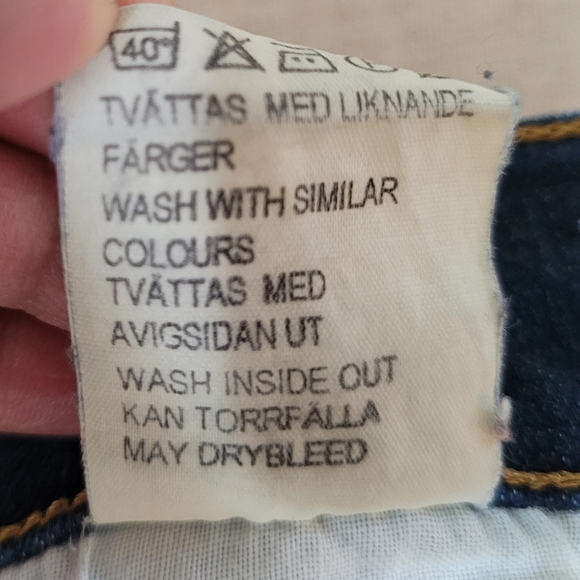 40°
TVÄTTAS MED LIKNANDE
FÄRGER
WASH WITH SIMILAR
COLOURS
TVÄTTAS MED
AVIGSIDAN UT
WASH INSIDE OUT
KAN TORRFÄLLA
MAY DRYBLEED